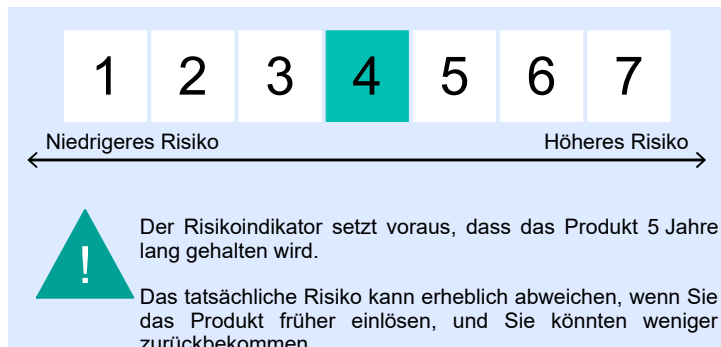 1 2 3 4 5 6 7
Niedrigeres Risiko Höheres Risiko
!
Der Risikoindikator setzt voraus, dass das Produkt 5 Jahre
lang gehalten wird.
Das tatsächliche Risiko kann erheblich abweichen, wenn Sie
das Produkt früher einlösen, und Sie könnten weniger
zurückbekommen.